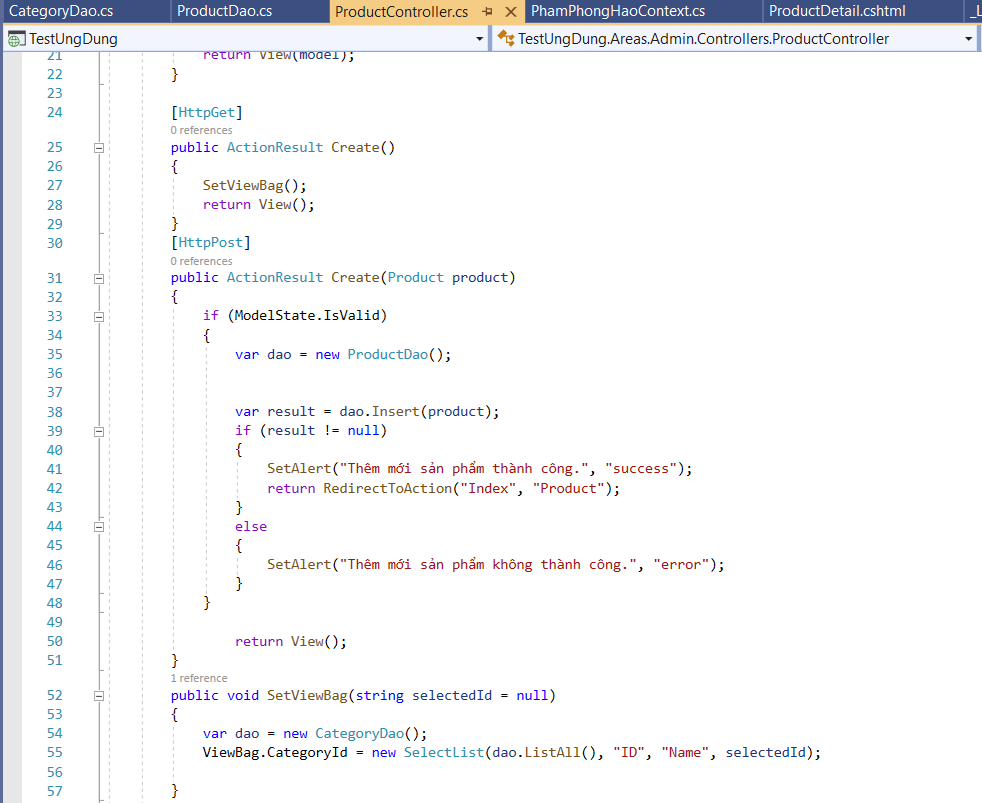 CategoryDao.cs ProductDao.cs ProductController.cs PhamPhongHaoContext.cs ProductDetail.cshtml
TestUngDung TestUngDung.Areas.Admin.Controllers.ProductController
21 return View(model);
22 }
23
24 [HttpGet]
0 references
25 public ActionResult Create()
26 {
27 SetViewBag();
28 return View();
29 }
30 [HttpPost]
0 references
31 public ActionResult Create(Product product)
32 {
33 if (ModelState.IsValid)
34 {
35 var dao = new ProductDao();
36
37
38 var result = dao.Insert(product);
39 if (result != null)
40 {
41 SetAlert("Thêm mới sản phẩm thành công.", "success");
42 return RedirectToAction("Index", "Product");
43 }
44 else
45 {
46 SetAlert("Thêm mới sản phẩm không thành công.", "error");
47 }
48 }
49
50 return View();
51 }
1 reference
52 public void SetViewBag(string selectedId = null)
53 {
54 var dao = new CategoryDao();
55 ViewBag.CategoryId = new SelectList(dao.ListAll(), "ID", "Name", selectedId);
56
57 }